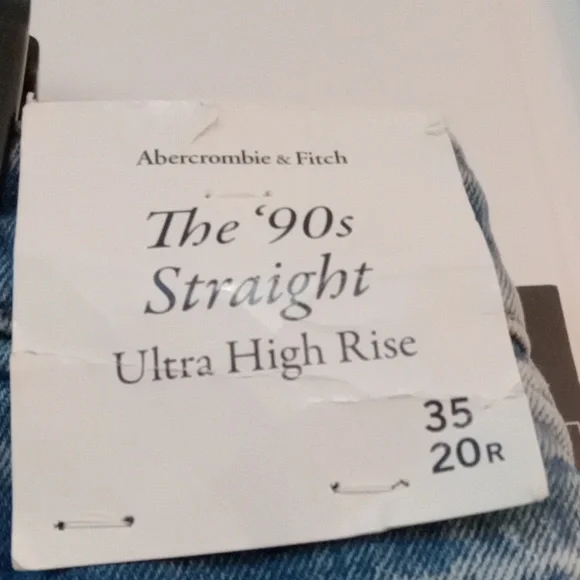 Abercrombie & Fitch
The ‘90s
Straight
Ultra High Rise
35
20R